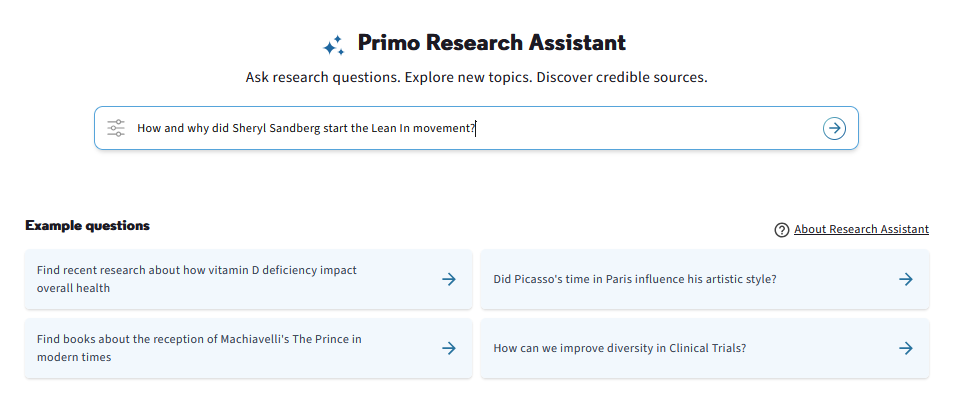 Primo Research Assistant
Ask research questions. Explore new topics. Discover credible sources.
How and why did Sheryl Sandberg start the Lean In movement?
Example questions
About Research Assistant
Find recent research about how vitamin D deficiency impact
overall health
Did Picasso's time in Paris influence his artistic style?
Find books about the reception of Machiavelli's The Prince in
modern times
How can we improve diversity in Clinical Trials?